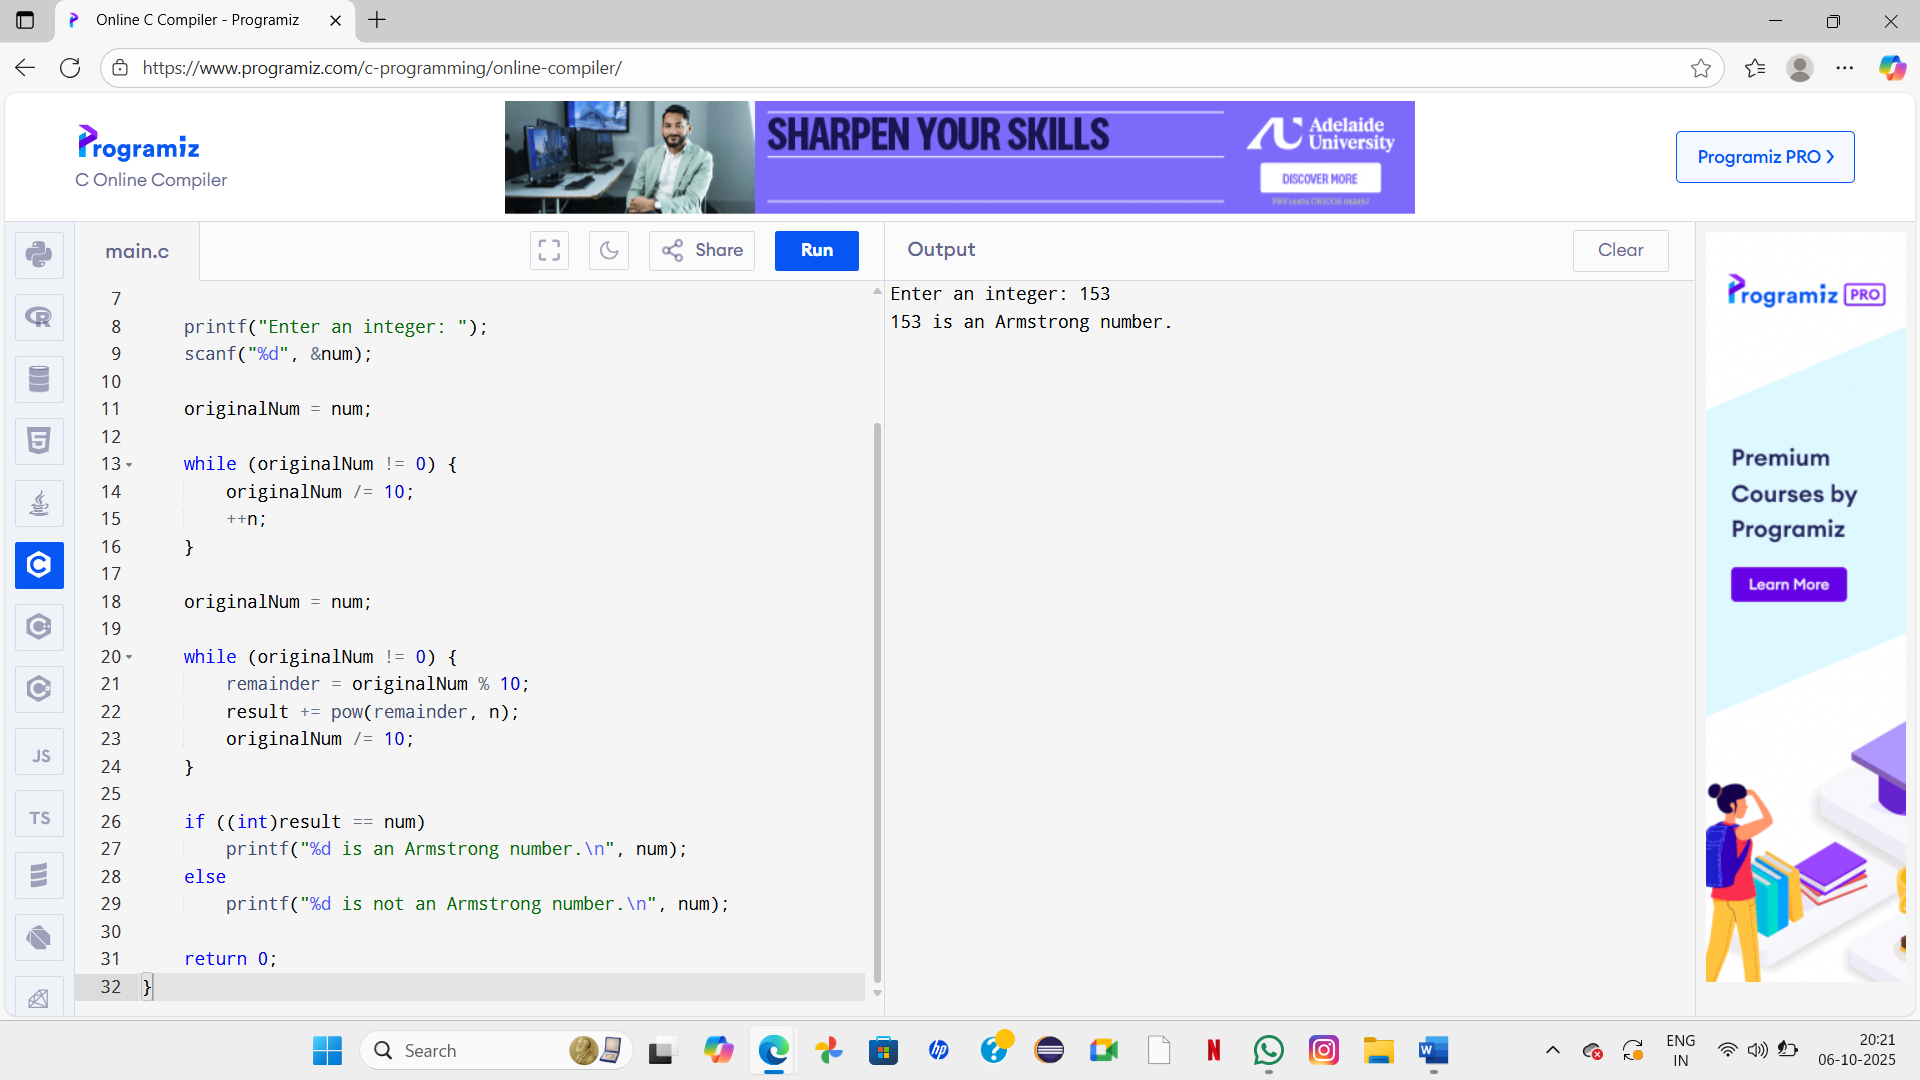 Online C Compiler - Programiz
https://www.programiz.com/c-programming/online-compiler/
Programiz
C Online Compiler
SHARPEN YOUR SKILLS
Adelaide
University
DISCOVER MORE
Programiz PRO
main.c
Share
Run
Output
Clear
7
8 printf("Enter an integer: ");
9 scanf("%d", &num);
10
11 originalNum = num;
12
13 while (originalNum != 0) {
14 originalNum /= 10;
15 ++n;
16 }
17
18 originalNum = num;
19
20 while (originalNum != 0) {
21 remainder = originalNum % 10;
22 result += pow(remainder, n);
23 originalNum /= 10;
24 }
25
26 if ((int)result == num)
27 printf("%d is an Armstrong number.\n", num);
28 else
29 printf("%d is not an Armstrong number.\n", num);
30
31 return 0;
32 }
Enter an integer: 153
153 is an Armstrong number.
JS
TS
Programiz PRO
Premium
Courses by
Programiz
Learn More
Search
ENG
IN
20:21
06-10-2025